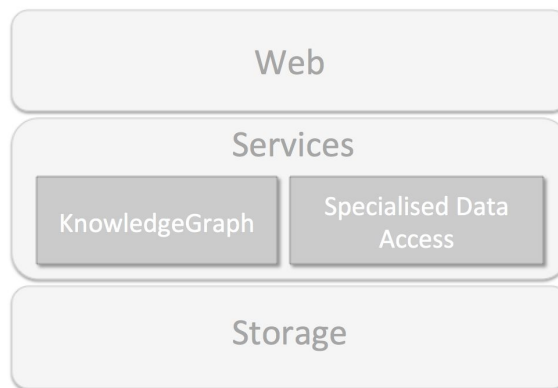 Web
Services
KnowledgeGraph
Specialised Data
Access
Storage